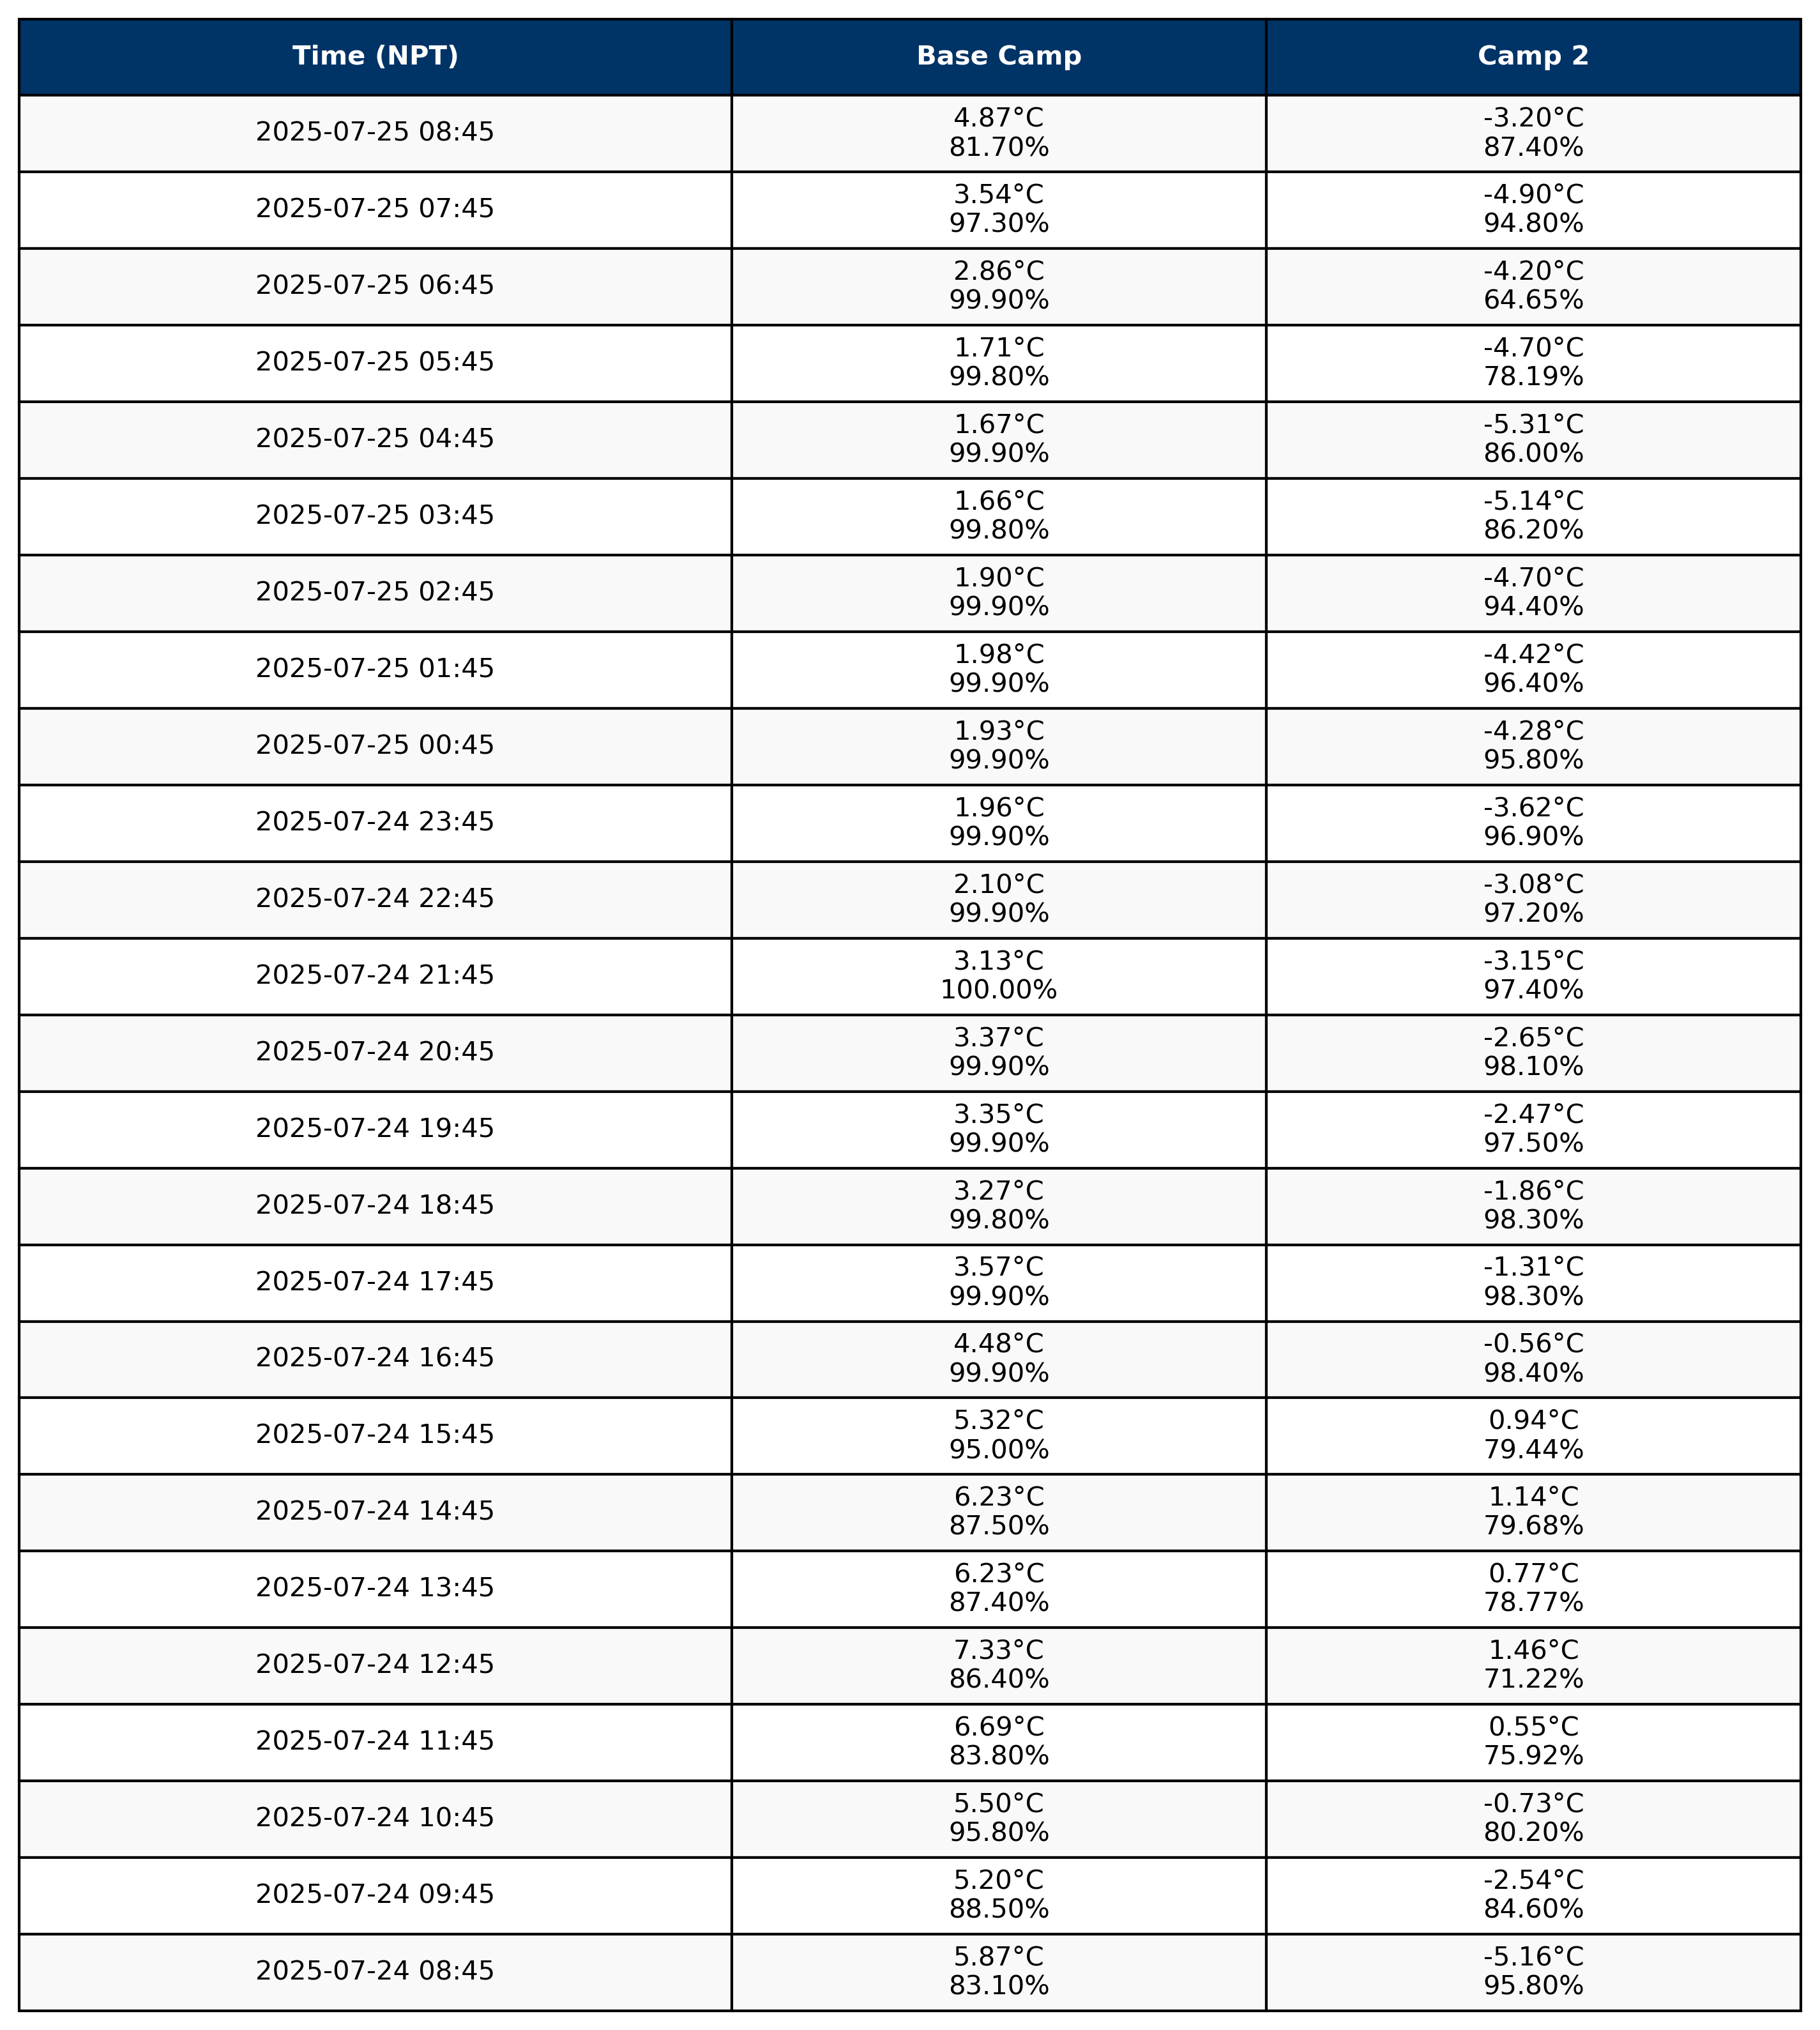 Time (NPT) Base Camp Camp 2
2025-07-25 08:45 4.87°C -3.20°C
81.70% 87.40%
2025-07-25 07:45 3.54°C -4.90°C
97.30% 94.80%
2025-07-25 06:45 2.86°C -4.20°C
99.90% 64.65%
2025-07-25 05:45 1.71°C -4.70°C
99.80% 78.19%
2025-07-25 04:45 1.67°C -5.31°C
99.90% 86.00%
2025-07-25 03:45 1.66°C -5.14°C
99.80% 86.20%
2025-07-25 02:45 1.90°C -4.70°C
99.90% 94.40%
2025-07-25 01:45 1.98°C -4.42°C
99.90% 96.40%
2025-07-25 00:45 1.93°C -4.28°C
99.90% 95.80%
2025-07-24 23:45 1.96°C -3.62°C
99.90% 96.90%
2025-07-24 22:45 2.10°C -3.08°C
99.90% 97.20%
2025-07-24 21:45 3.13°C -3.15°C
100.00% 97.40%
2025-07-24 20:45 3.37°C -2.65°C
99.90% 98.10%
2025-07-24 19:45 3.35°C -2.47°C
99.90% 97.50%
2025-07-24 18:45 3.27°C -1.86°C
99.80% 98.30%
2025-07-24 17:45 3.57°C -1.31°C
99.90% 98.30%
2025-07-24 16:45 4.48°C -0.56°C
99.90% 98.40%
2025-07-24 15:45 5.32°C 0.94°C
95.00% 79.44%
2025-07-24 14:45 6.23°C 1.14°C
87.50% 79.68%
2025-07-24 13:45 6.23°C 0.77°C
87.40% 78.77%
2025-07-24 12:45 7.33°C 1.46°C
86.40% 71.22%
2025-07-24 11:45 6.69°C 0.55°C
83.80% 75.92%
2025-07-24 10:45 5.50°C -0.73°C
95.80% 80.20%
2025-07-24 09:45 5.20°C -2.54°C
88.50% 84.60%
2025-07-24 08:45 5.87°C -5.16°C
83.10% 95.80%